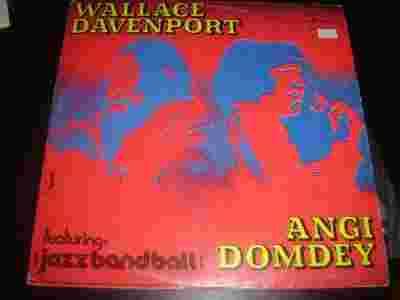 WALLACE
DAVENPORT
featuring:
jazz band ball
ANGI
DOMDEY